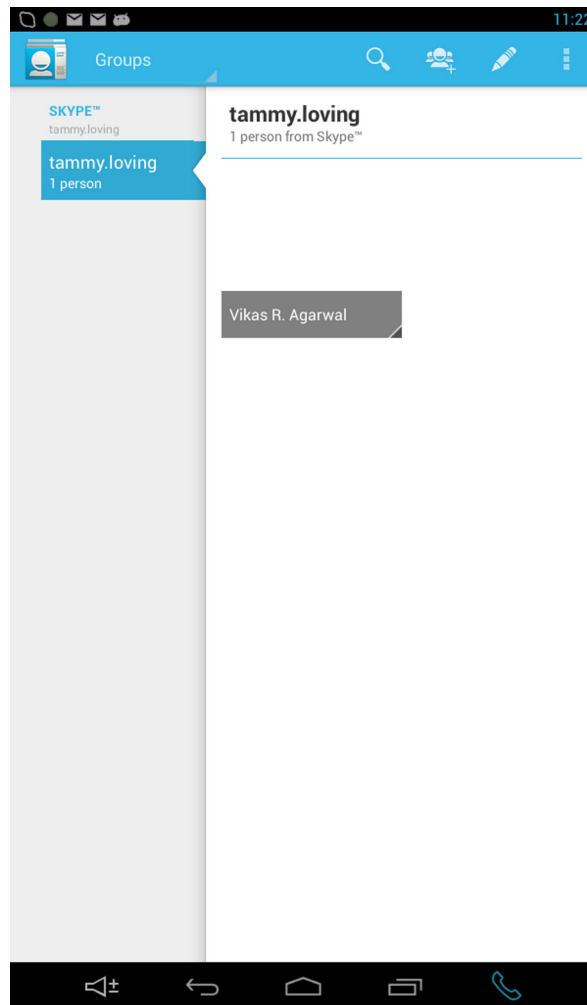 11:22
Groups
SKYPE™
tammy.loving
tammy.loving
1 person
tammy.loving
1 person from Skype™
Vikas R. Agarwal